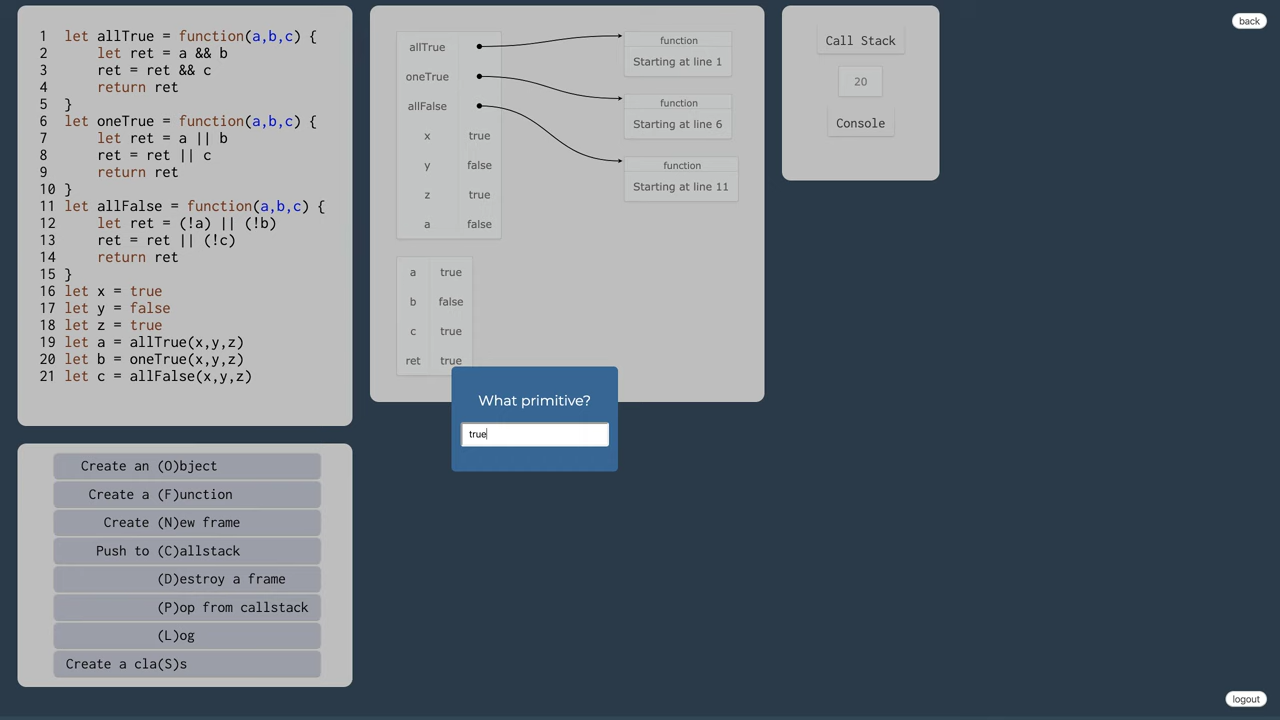 1 let allTrue = function(a,b,c) {
2     let ret = a && b
3     ret = ret && c
4     return ret
5 }
6 let oneTrue = function(a,b,c) {
7     let ret = a || b
8     ret = ret || c
9     return ret
10 }
11 let allFalse = function(a,b,c) {
12     let ret = (!a) || (!b)
13     ret = ret || (!c)
14     return ret
15 }
16 let x = true
17 let y = false
18 let z = true
19 let a = allTrue(x,y,z)
20 let b = oneTrue(x,y,z)
21 let c = allFalse(x,y,z)
Create an (O)bject
Create a (F)unction
Create (N)ew frame
Push to (C)allstack
(D)estroy a frame
(P)op from callstack
(L)og
Create a cla(S)s
allTrue
oneTrue
allFalse
x true
y false
z true
a false
function
Starting at line 1
function
Starting at line 6
function
Starting at line 11
a true
b false
c true
ret true
What primitive?
true
Call Stack
20
Console
back
logout